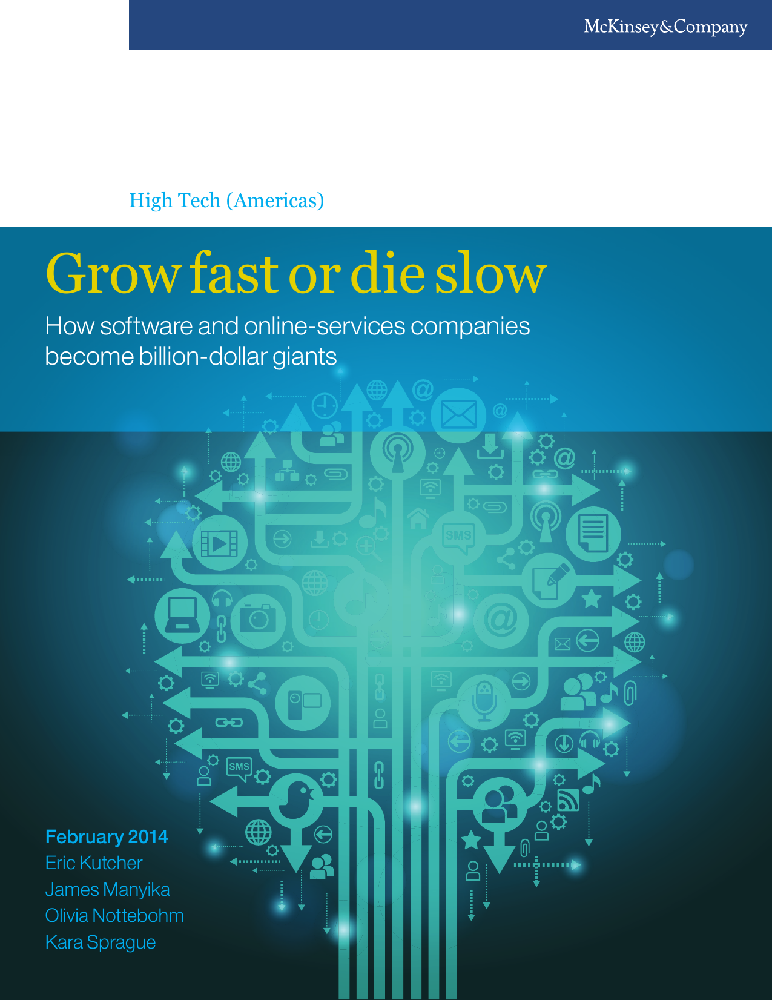 McKinsey&Company
High Tech (Americas)
Grow fast or die slow
How software and online-services companies
become billion-dollar giants
@
@
@
SMS
@
SMS
February 2014
Eric Kutcher
James Manyika
Olivia Nottebohm
Kara Sprague